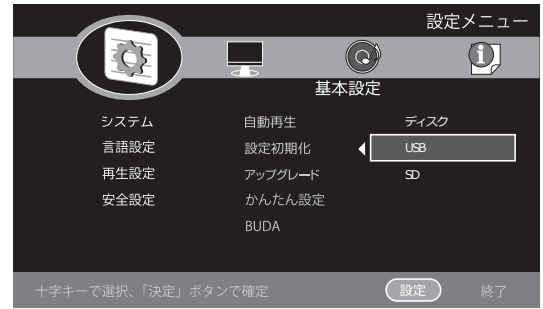 設定メニュー
基本設定
システム 自動再生 ディスク
言語設定 設定初期化 USB
再生設定 アップグレード SD
安全設定 かんたん設定
BUDA
十字キーで選択、「決定」ボタンで確定 設定 終了